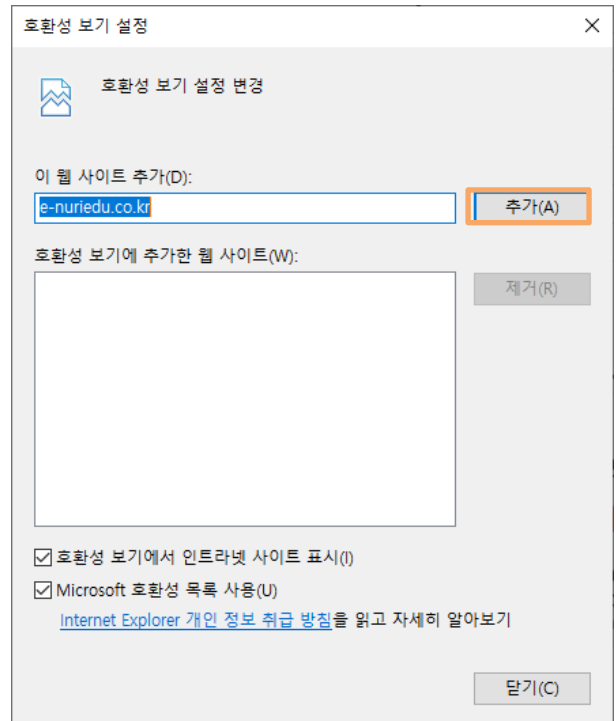 호환성 보기 설정
호환성 보기 설정 변경
이 웹 사이트 추가(D):
e-nuriedu.co.kr
추가(A)
호환성 보기에 추가한 웹 사이트(W):
제거(R)
호환성 보기에서 인트라넷 사이트 표시(I)
Microsoft 호환성 목록 사용(U)
Internet Explorer 개인 정보 취급 방침을 읽고 자세히 알아보기
닫기(C)